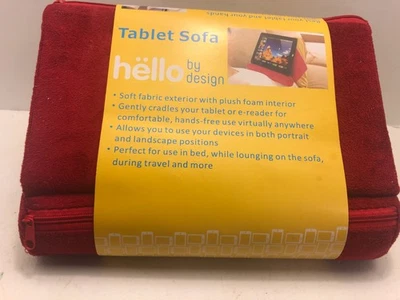 Tablet Sofa
hëllo by design
• Soft fabric exterior with plush foam interior
• Gently cradles your tablet or e-reader for
comfortable, hands-free use virtually anywhere
• Allows you to use your devices in both portrait
and landscape positions
• Perfect for use in bed, while lounging on the sofa,
during travel and more